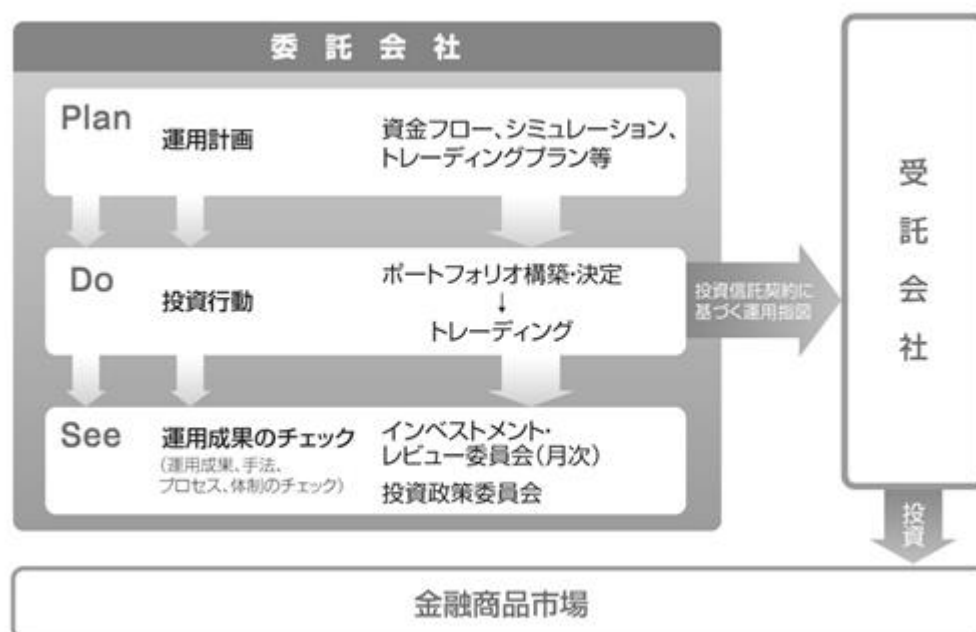 委託会社
Plan
運用計画
資金フロー、シミュレーション、
トレーディングプラン等
Do
投資行動
ポートフォリオ構築・決定
↓
トレーディング
投資信託契約に
基づく運用指図
See
運用成果のチェック
(運用成果、手法、
プロセス、体制のチェック)
インベストメント・
レビュー委員会(月次)
投資政策委員会
受託会社
投資
金融商品市場